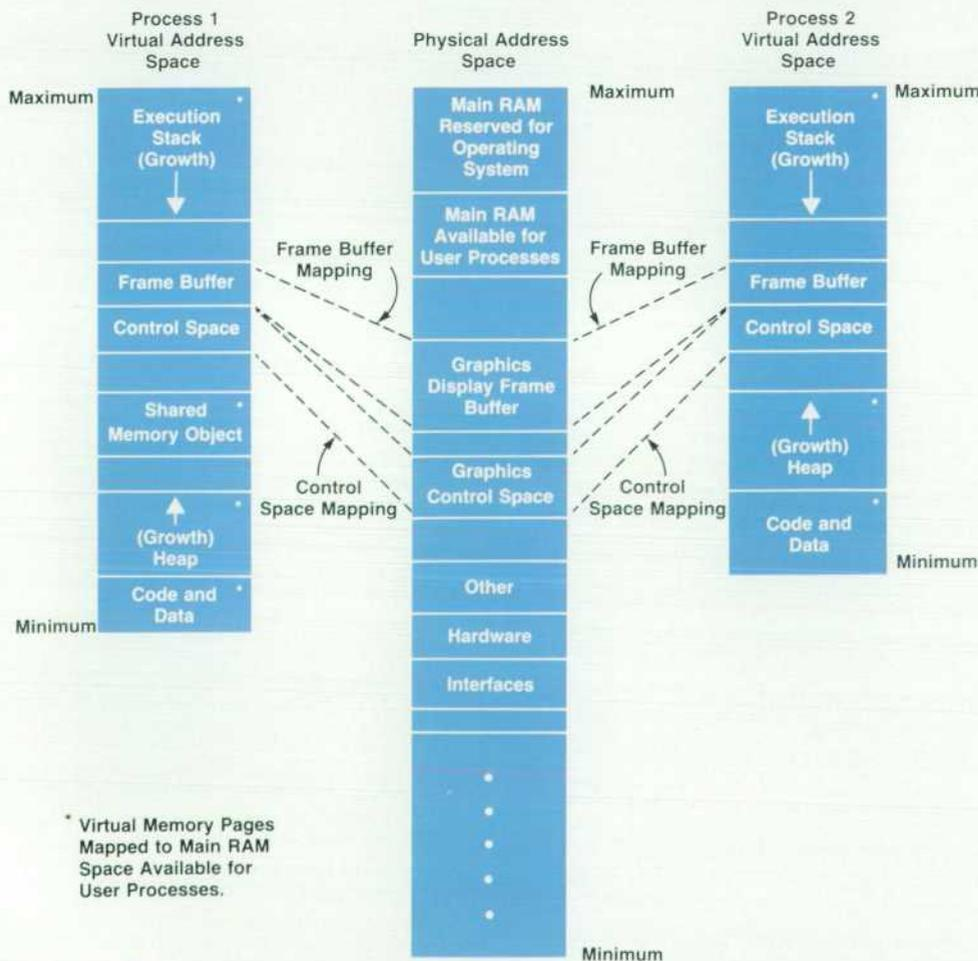 Process 1
Virtual Address
Space
Maximum
Execution
Stack
(Growth)
*
Frame Buffer
Control Space
Shared
Memory Object
*
(Growth)
Heap
*
Code and
Data
*
Minimum
Frame Buffer
Mapping
Control
Space Mapping
Physical Address
Space
Maximum
Main RAM
Reserved for
Operating
System
Main RAM
Available for
User Processes
Graphics
Display Frame
Buffer
Graphics
Control Space
Other
Hardware
Interfaces
Minimum
Frame Buffer
Mapping
Control
Space Mapping
Process 2
Virtual Address
Space
Maximum
Execution
Stack
(Growth)
*
Frame Buffer
Control Space
(Growth)
Heap
*
Code and
Data
*
Minimum
* Virtual Memory Pages
Mapped to Main RAM
Space Available for
User Processes.